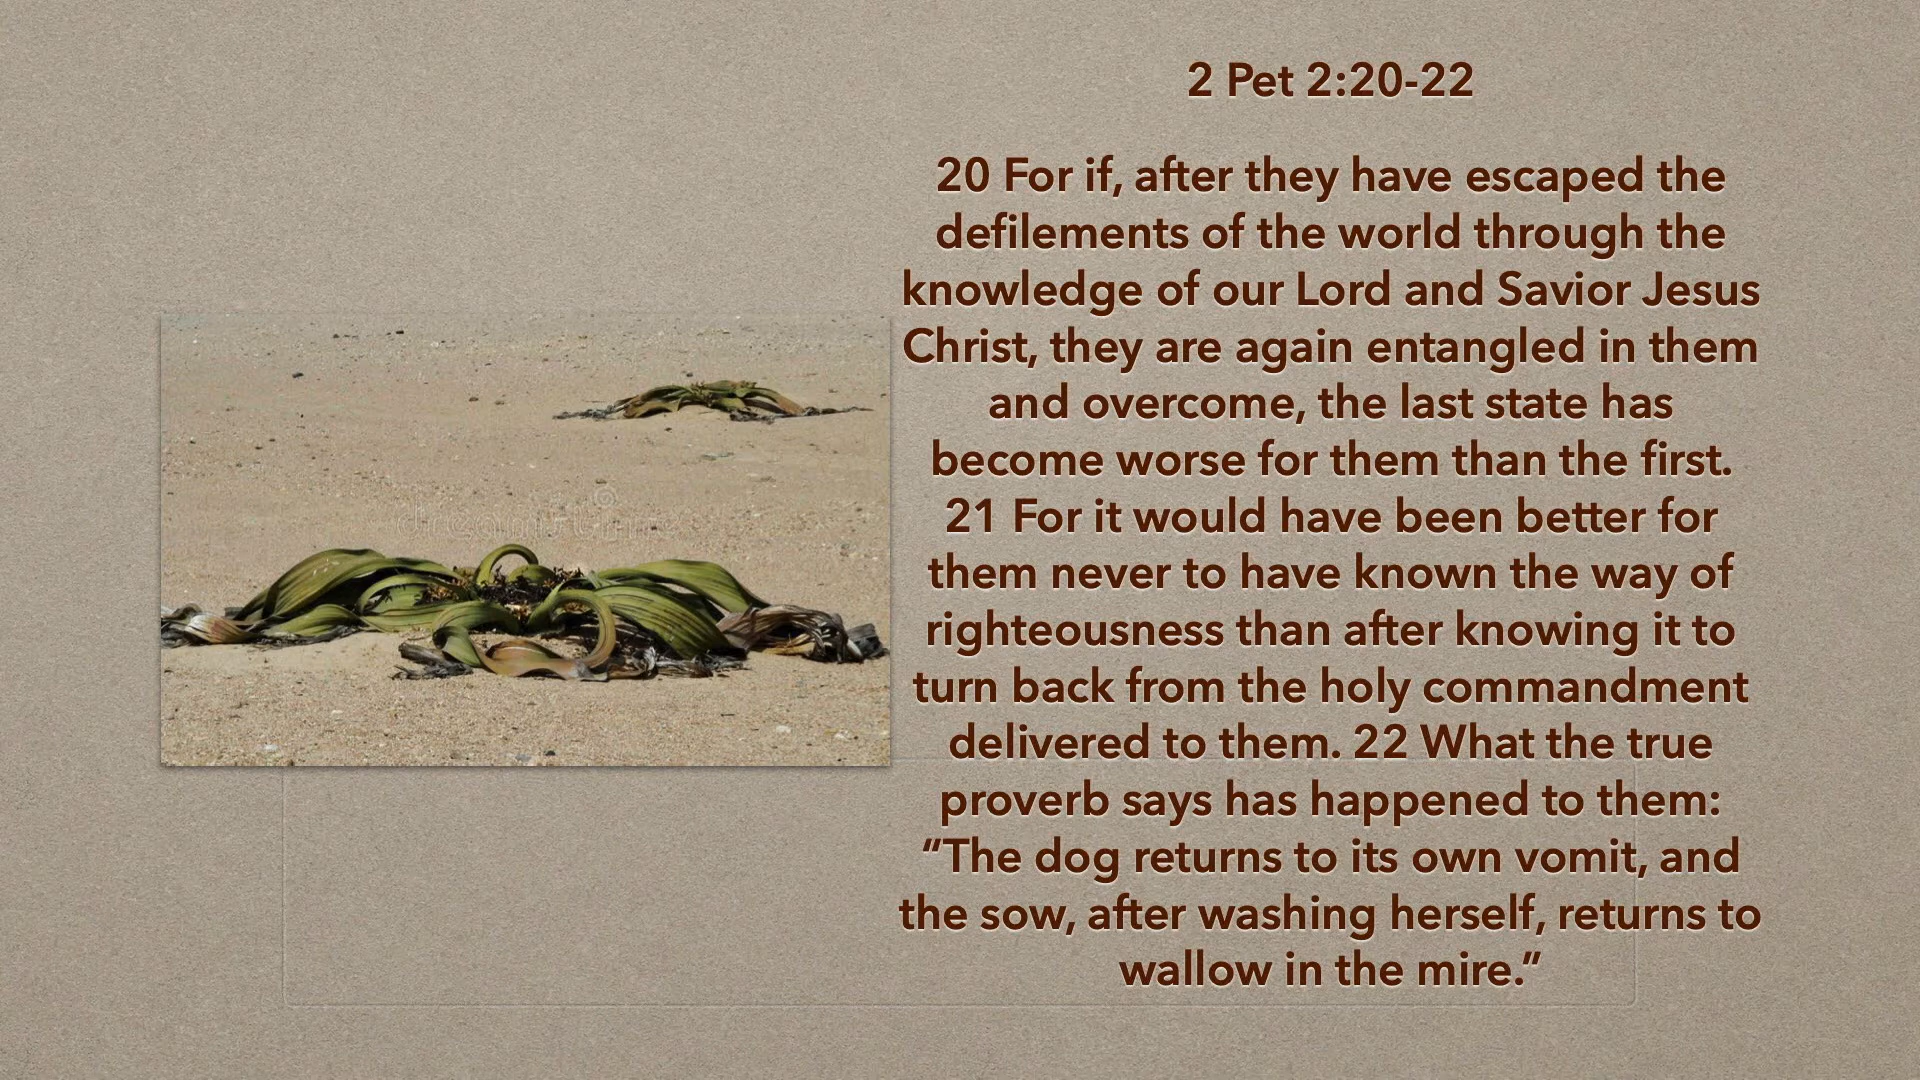 2 Pet 2:20-22
20 For if, after they have escaped the
defilements of the world through the
knowledge of our Lord and Savior Jesus
Christ, they are again entangled in them
and overcome, the last state has
become worse for them than the first.
21 For it would have been better for
them never to have known the way of
righteousness than after knowing it to
turn back from the holy commandment
delivered to them. 22 What the true
proverb says has happened to them:
“The dog returns to its own vomit, and
the sow, after washing herself, returns to
wallow in the mire.”
dreamstime